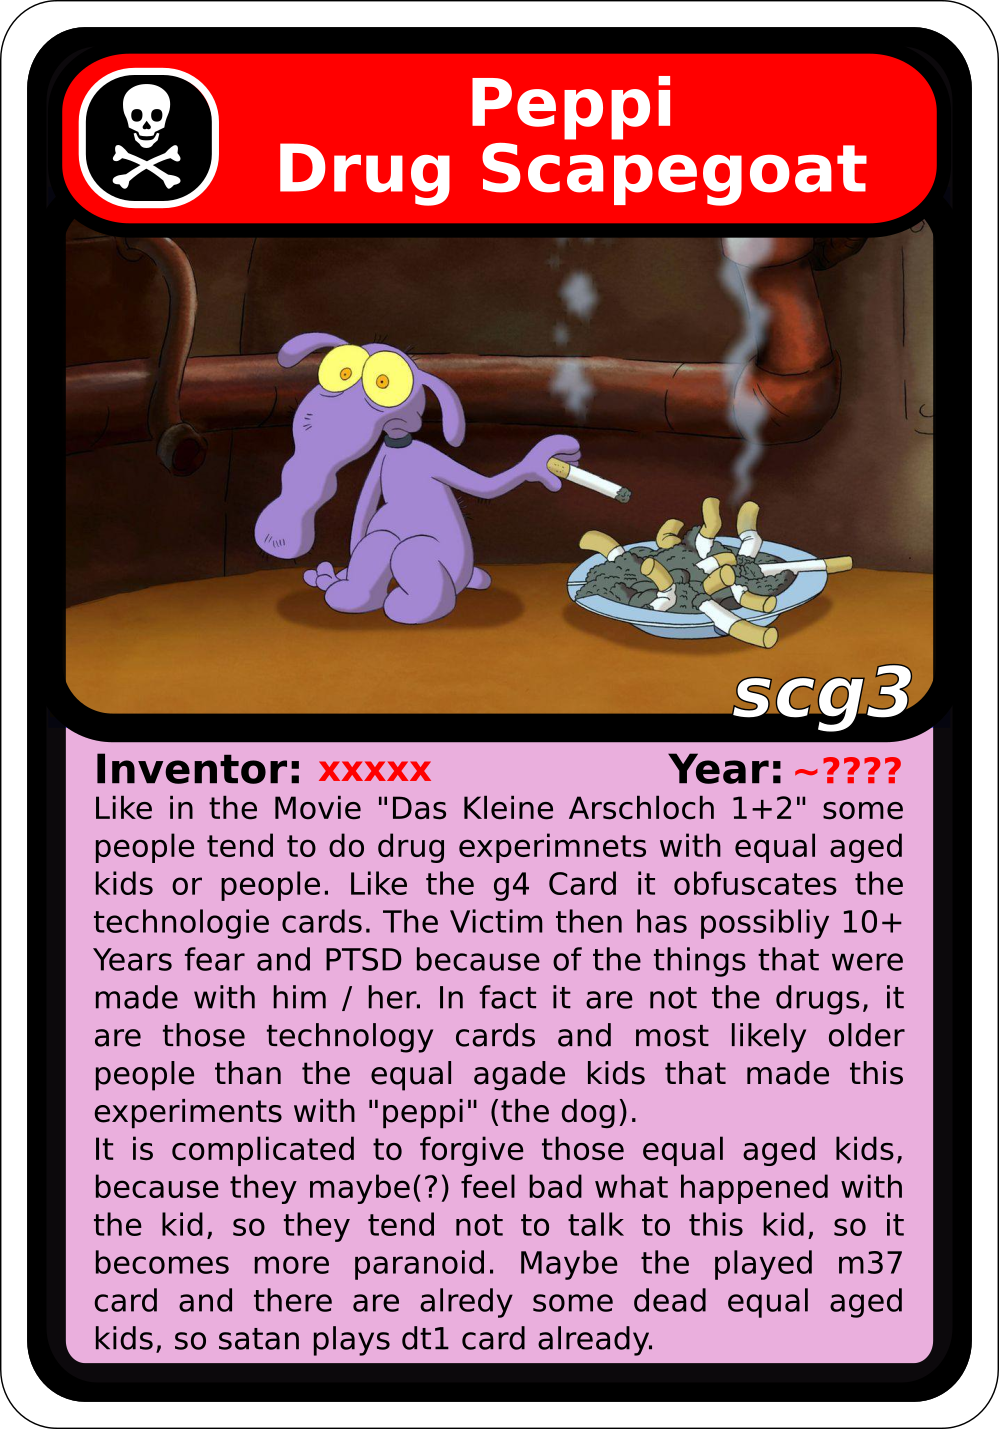 Peppi
Drug Scapegoat
scg3
Inventor: xxxxx Year: ~????
Like in the Movie "Das Kleine Arschloch 1+2" some
people tend to do drug experimnets with equal aged
kids or people. Like the g4 Card it obfuscates the
technologie cards. The Victim then has possibliy 10+
Years fear and PTSD because of the things that were
made with him / her. In fact it are not the drugs, it
are those technology cards and most likely older
people than the equal agade kids that made this
experiments with "peppi" (the dog).
It is complicated to forgive those equal aged kids,
because they maybe(?) feel bad what happened with
the kid, so they tend not to talk to this kid, so it
becomes more paranoid. Maybe the played m37
card and there are alredy some dead equal aged
kids, so satan plays dt1 card already.